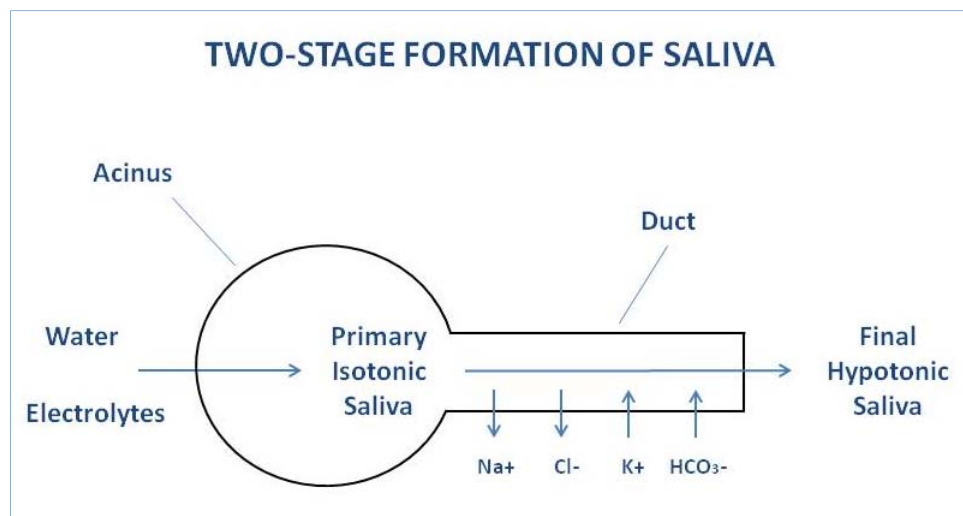 TWO-STAGE FORMATION OF SALIVA
Acinus
Duct
Water
Electrolytes
Primary
Isotonic
Saliva
Final
Hypotonic
Saliva
Na+ Cl- K+ HCO₃-